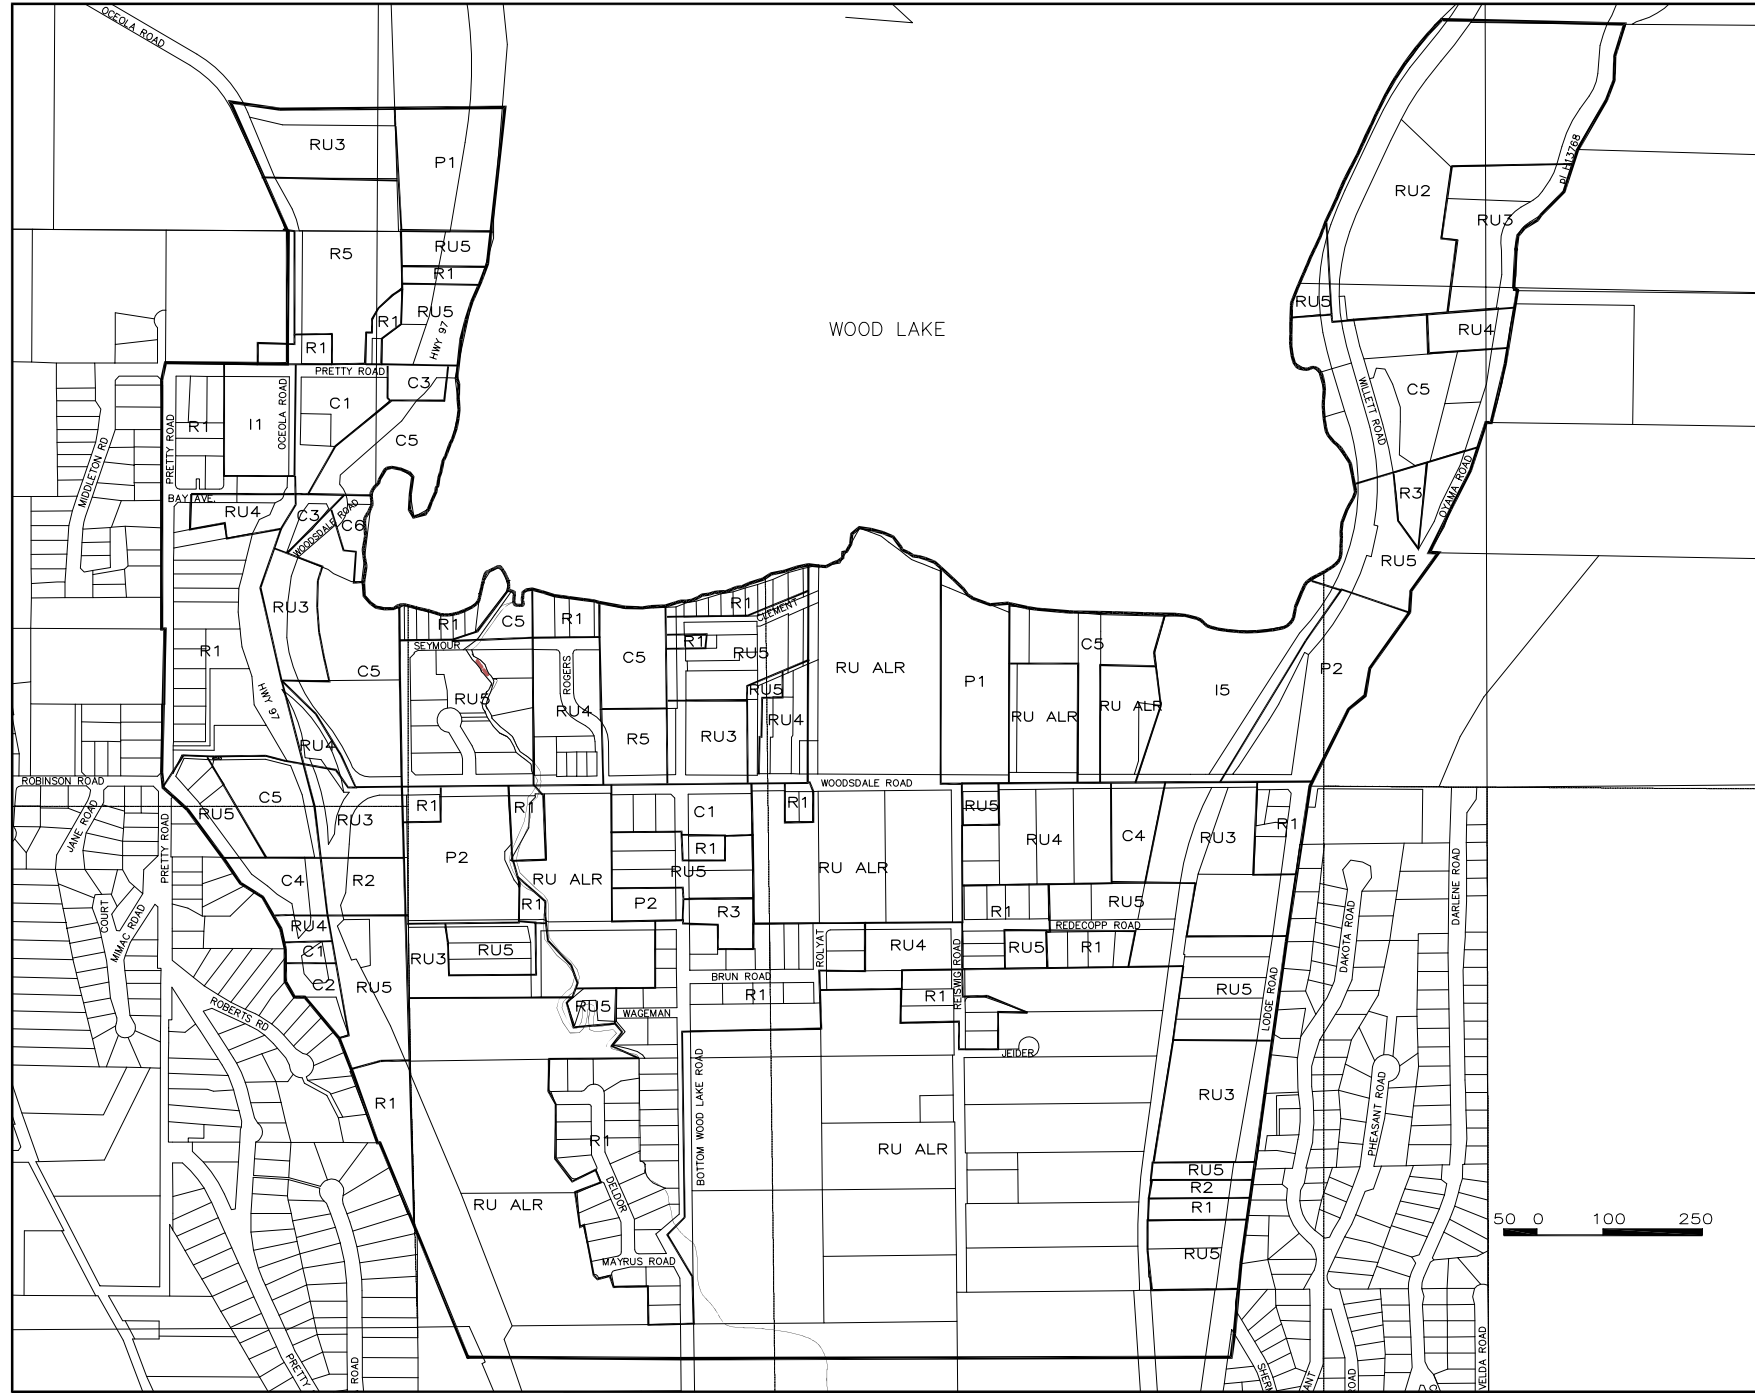 OCEOLA ROAD
RU3
P1
pl H13768
RU2
RU3
R5
RU5
R1
RU5
R1
HWY 97
R1
RU5
WOOD LAKE
RU4
PRETTY ROAD
C3
C1
C5
WILLETT ROAD
MIDDLETON RD
PRETTY ROAD
R1
I1
OCEOLA ROAD
C5
BAY AVE.
RU4
C3
WOODSDALE ROAD
C6
R3
OYAMA ROAD
RU5
RU3
R1
C5
R1
R1
CLEMENT
SEYMOUR
R1
RU5
C5
R1
C5
ROGERS
C5
RU ALR
P1
P2
HWY 97
RU5
RU4
RU5
RU4
RU ALR
RU ALR
I5
RU4
R5
RU3
ROBINSON ROAD
WOODSDALE ROAD
C5
RU5
RU3
R1
R1
C1
R1
RU5
RU4
C4
RU3
R1
JANE ROAD
PRETTY ROAD
P2
R1
RU5
RU ALR
RU ALR
DARLENE ROAD
C4
R2
R1
P2
R3
R1
RU5
COURT
MIMAC RDAD
RU4
REDECOPP ROAD
DAKOTA ROAD
C1
RU3
RU5
ROLYAT
RU4
REISWIG ROAD
RU5
R1
C2
RU5
BRUN ROAD
R1
R1
RU5
LODGE ROAD
ROBERTS RD
RU5
WAGEMAN
JEIDER
BOTTOM WOOD LAKE ROAD
R1
RU3
PHEASANT ROAD
R1
RU ALR
RU5
R2
R1
RU ALR
DELDOR
RU5
50 0 100 250
MAYRUS ROAD
PRETTY
ROAD
SHERM
ANT
OAD
VELDA ROAD